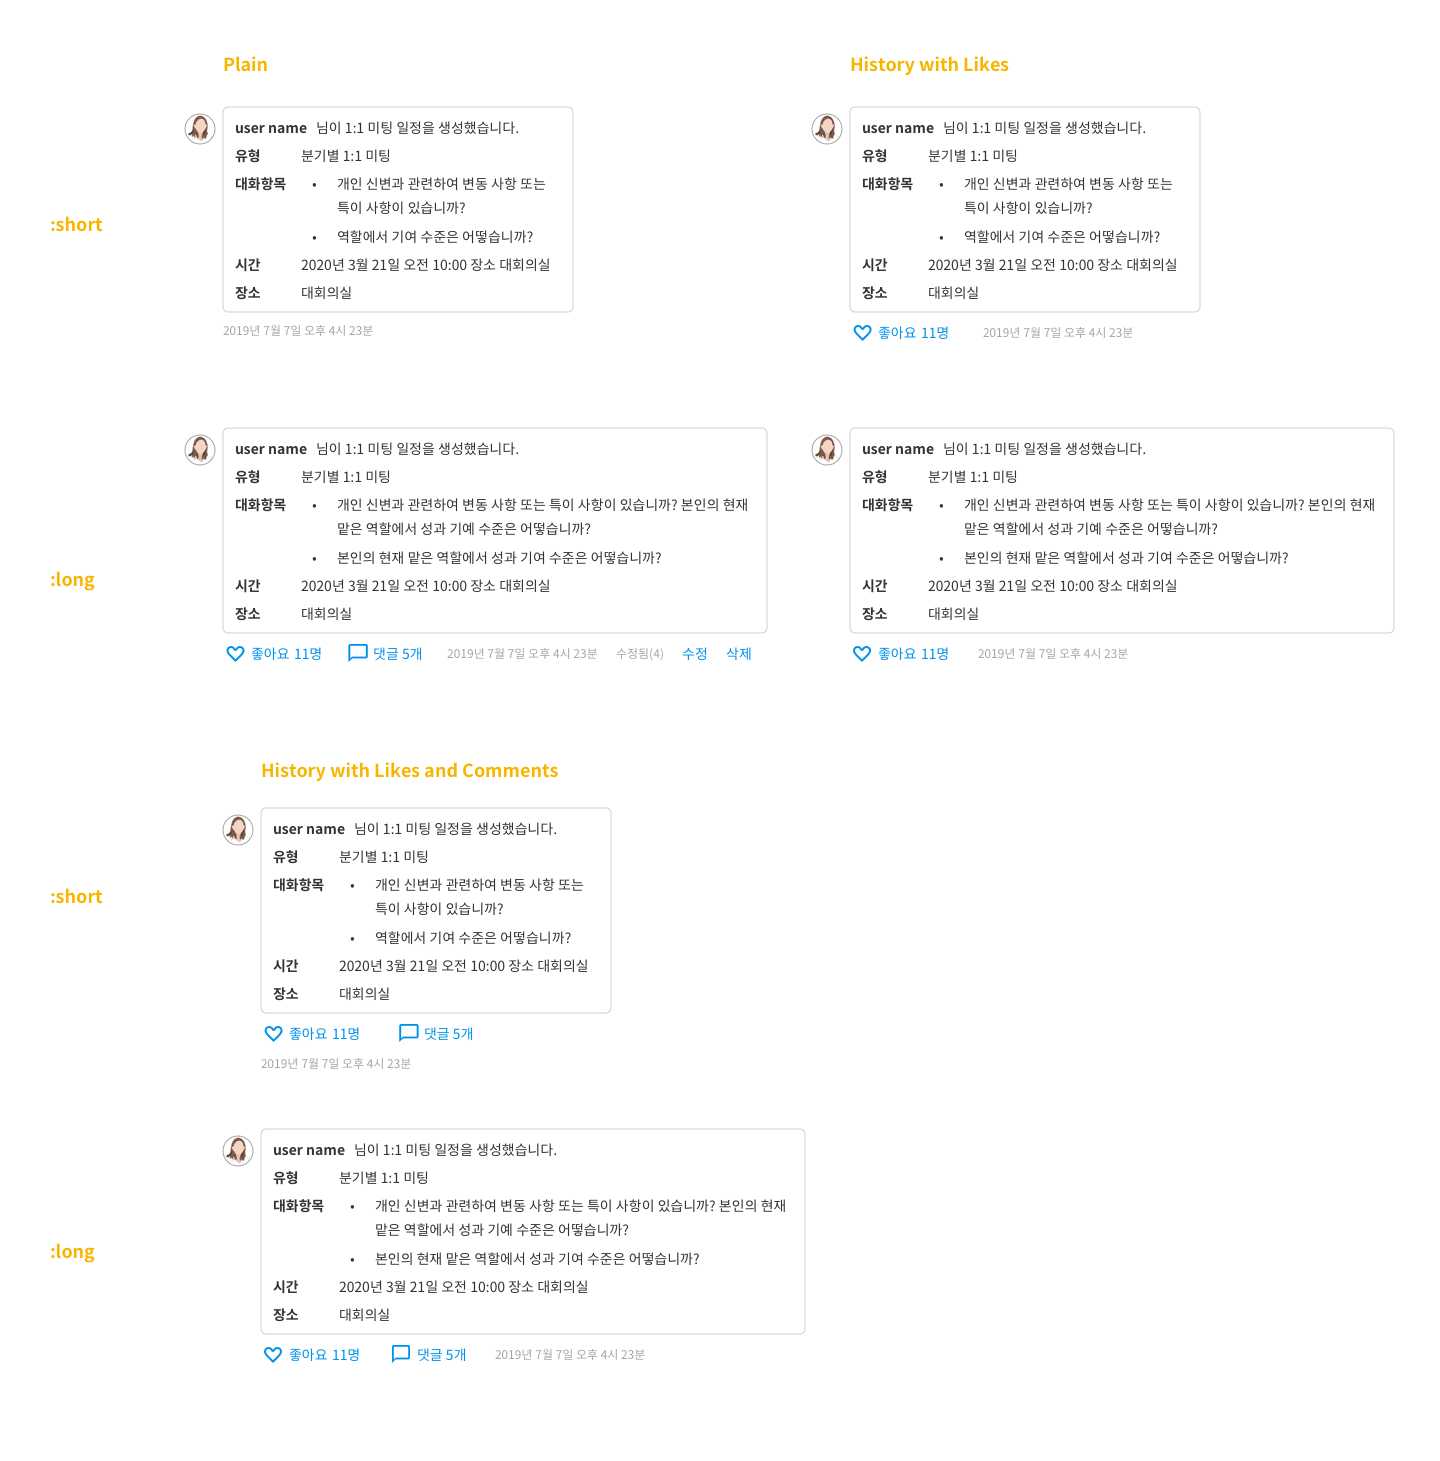 Plain
History with Likes
:short
user name 님이 1:1 미팅 일정을 생성했습니다.
유형 분기별 1:1 미팅
대화항목 • 개인 신변과 관련하여 변동 사항 또는
특이 사항이 있습니까?
• 역할에서 기여 수준은 어떻습니까?
시간 2020년 3월 21일 오전 10:00 장소 대회의실
장소 대회의실
2019년 7월 7일 오후 4시 23분
user name 님이 1:1 미팅 일정을 생성했습니다.
유형 분기별 1:1 미팅
대화항목 • 개인 신변과 관련하여 변동 사항 또는
특이 사항이 있습니까?
• 역할에서 기여 수준은 어떻습니까?
시간 2020년 3월 21일 오전 10:00 장소 대회의실
장소 대회의실
좋아요 11명 2019년 7월 7일 오후 4시 23분
:long
user name 님이 1:1 미팅 일정을 생성했습니다.
유형 분기별 1:1 미팅
대화항목 • 개인 신변과 관련하여 변동 사항 또는 특이 사항이 있습니까? 본인의 현재
맡은 역할에서 성과 기예 수준은 어떻습니까?
• 본인의 현재 맡은 역할에서 성과 기여 수준은 어떻습니까?
시간 2020년 3월 21일 오전 10:00 장소 대회의실
장소 대회의실
좋아요 11명 댓글 5개 2019년 7월 7일 오후 4시 23분 수정됨(4) 수정 삭제
user name 님이 1:1 미팅 일정을 생성했습니다.
유형 분기별 1:1 미팅
대화항목 • 개인 신변과 관련하여 변동 사항 또는 특이 사항이 있습니까? 본인의 현재
맡은 역할에서 성과 기예 수준은 어떻습니까?
• 본인의 현재 맡은 역할에서 성과 기여 수준은 어떻습니까?
시간 2020년 3월 21일 오전 10:00 장소 대회의실
장소 대회의실
좋아요 11명 2019년 7월 7일 오후 4시 23분
History with Likes and Comments
:short
user name 님이 1:1 미팅 일정을 생성했습니다.
유형 분기별 1:1 미팅
대화항목 • 개인 신변과 관련하여 변동 사항 또는
특이 사항이 있습니까?
• 역할에서 기여 수준은 어떻습니까?
시간 2020년 3월 21일 오전 10:00 장소 대회의실
장소 대회의실
좋아요 11명 댓글 5개
2019년 7월 7일 오후 4시 23분
:long
user name 님이 1:1 미팅 일정을 생성했습니다.
유형 분기별 1:1 미팅
대화항목 • 개인 신변과 관련하여 변동 사항 또는 특이 사항이 있습니까? 본인의 현재
맡은 역할에서 성과 기예 수준은 어떻습니까?
• 본인의 현재 맡은 역할에서 성과 기여 수준은 어떻습니까?
시간 2020년 3월 21일 오전 10:00 장소 대회의실
장소 대회의실
좋아요 11명 댓글 5개 2019년 7월 7일 오후 4시 23분